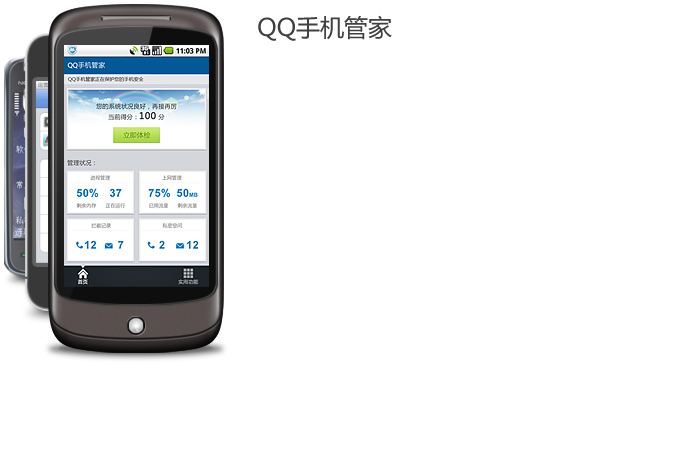 QQ手机管家
11:03 PM
QQ手机管家
QQ手机管家正在保护您的手机安全
您的系统状况良好，再接再厉
当前得分：100 分
立即体检
管理状况：
进程管理
上网管理
50% 37
75% 50MB
剩余内存 正在运行
已用流量 剩余流量
拦截记录
私密空间
12 7
2 12
首页
实用功能
软
常
私